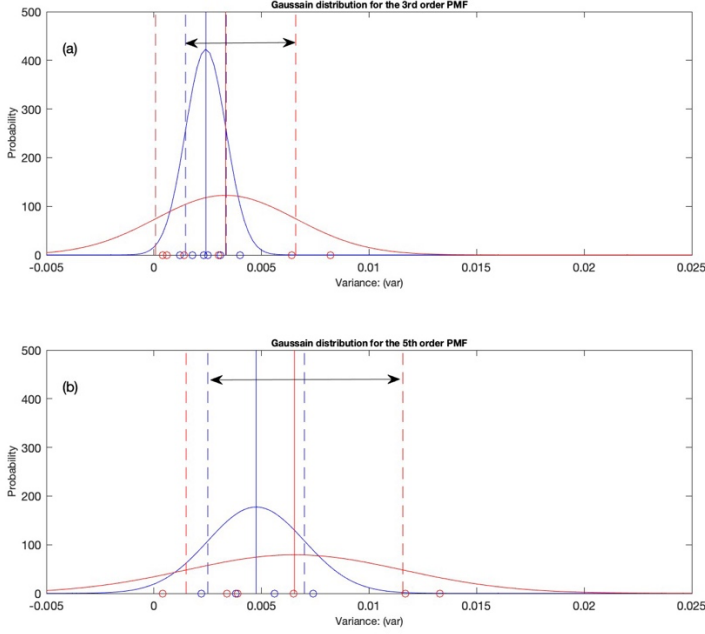 Gaussain distribution for the 3rd order PMF
500
(a)
400
300
200
100
0
Probability
-0.005 0 0.005 0.01 0.015 0.02 0.025
Variance: (var)
Gaussain distribution for the 5th order PMF
500
(b)
400
300
200
100
0
Probability
-0.005 0 0.005 0.01 0.015 0.02 0.025
Variance: (var)